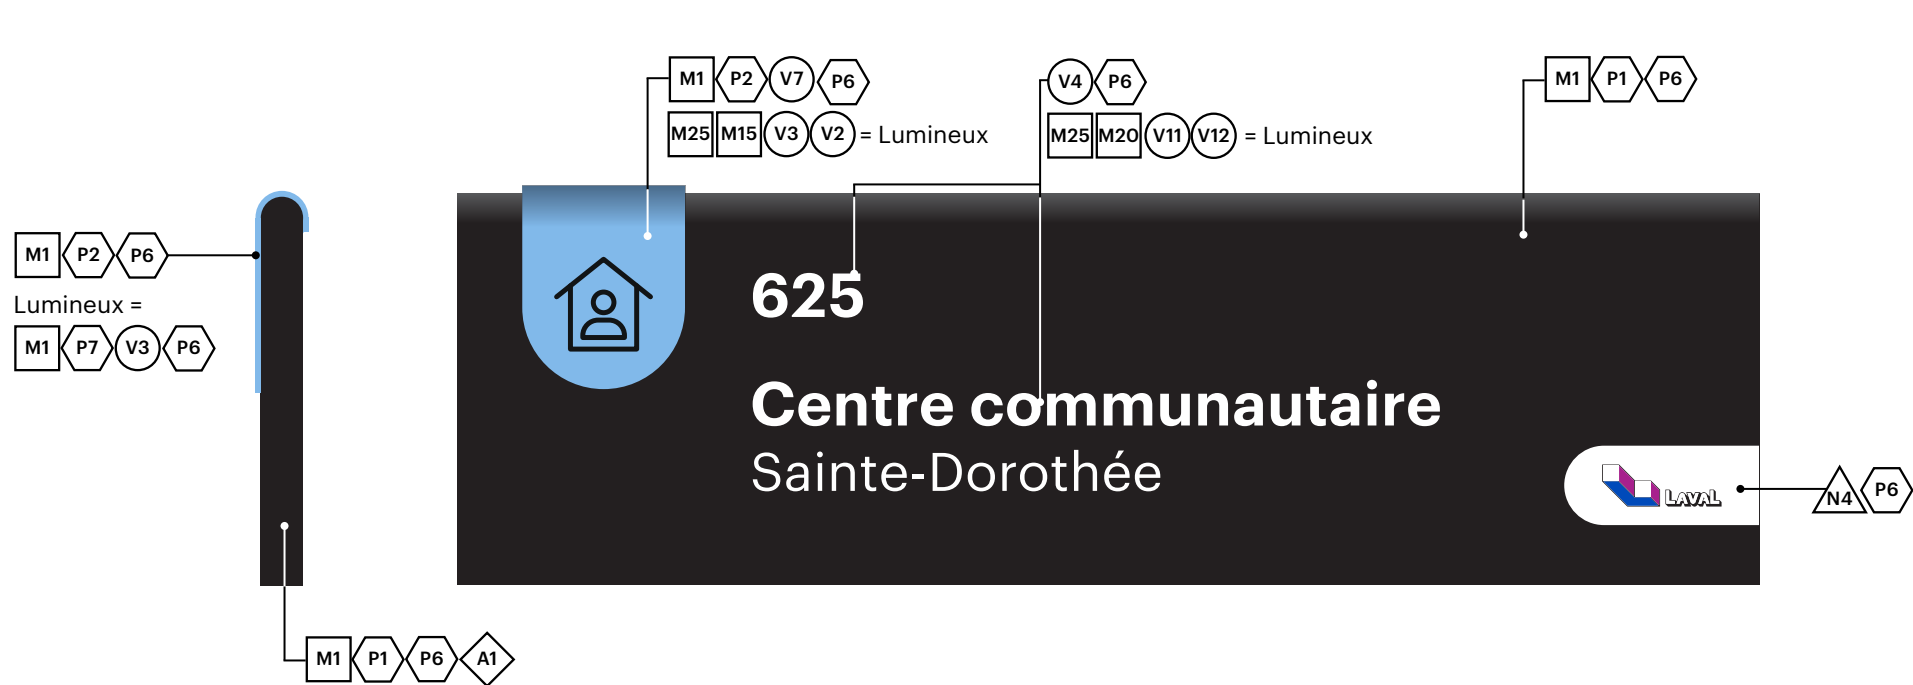 M1 P2 V7 P6
M25 M15 V3 V2 = Lumineux
V4 P6
M25 M20 V11 V12 = Lumineux
M1 P1 P6
M1 P2 P6
Lumineux =
M1 P7 V3 P6
625
Centre communautaire
Sainte-Dorothée
LAVAL
N4 P6
M1 P1 P6 A1